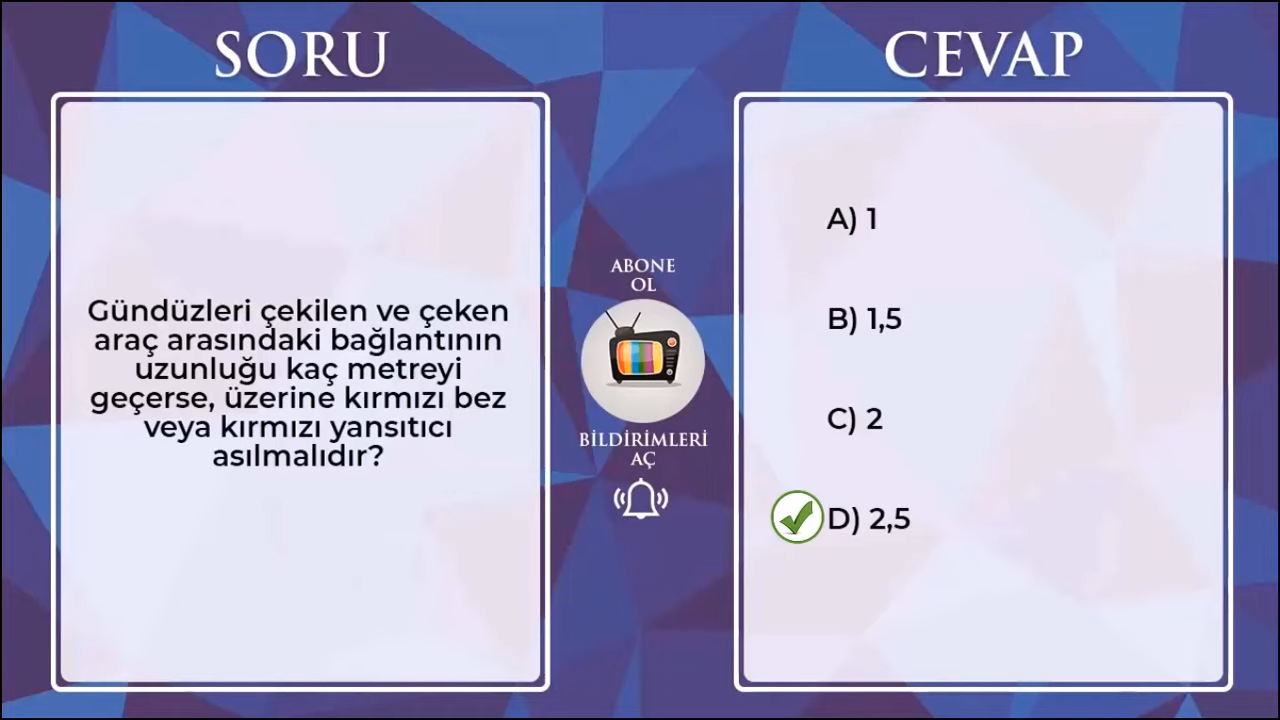 SORU
Gündüzleri çekilen ve çeken
araç arasındaki bağlantının
uzunluğu kaç metreyi
geçerse, üzerine kırmızı bez
veya kırmızı yansıtıcı
asılmalıdır?
ABONE
OL
BİLDİRİMLERİ
AÇ
CEVAP
A) 1
B) 1,5
C) 2
D) 2,5